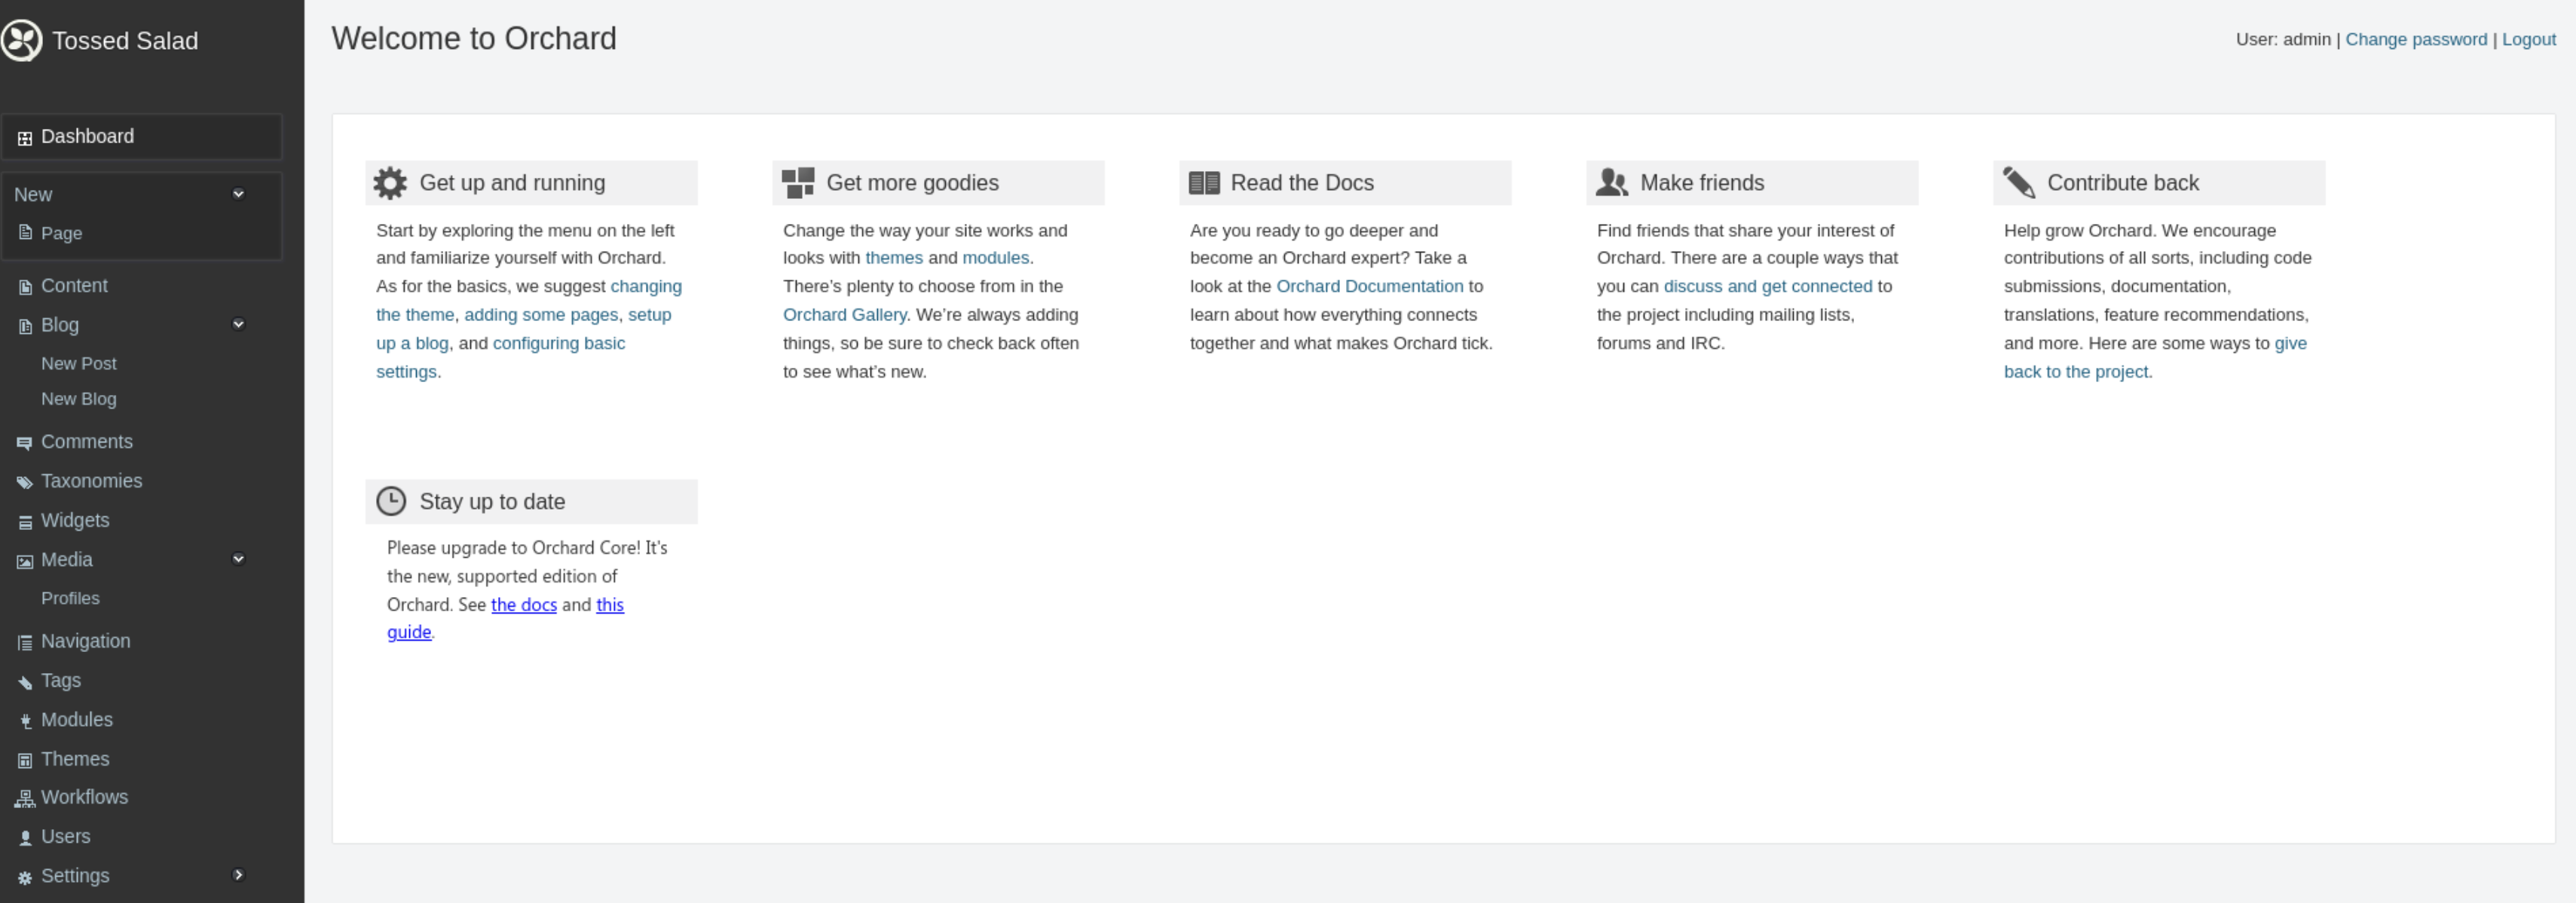 Tossed Salad
Welcome to Orchard
User: admin | Change password | Logout
Dashboard
New
Page
Content
Blog
New Post
New Blog
Comments
Taxonomies
Widgets
Media
Profiles
Navigation
Tags
Modules
Themes
Workflows
Users
Settings
Get up and running
Start by exploring the menu on the left
and familiarize yourself with Orchard.
As for the basics, we suggest changing
the theme, adding some pages, setup
up a blog, and configuring basic
settings.
Get more goodies
Change the way your site works and
looks with themes and modules.
There’s plenty to choose from in the
Orchard Gallery. We’re always adding
things, so be sure to check back often
to see what’s new.
Read the Docs
Are you ready to go deeper and
become an Orchard expert? Take a
look at the Orchard Documentation to
learn about how everything connects
together and what makes Orchard tick.
Make friends
Find friends that share your interest of
Orchard. There are a couple ways that
you can discuss and get connected to
the project including mailing lists,
forums and IRC.
Contribute back
Help grow Orchard. We encourage
contributions of all sorts, including code
submissions, documentation,
translations, feature recommendations,
and more. Here are some ways to give
back to the project.
Stay up to date
Please upgrade to Orchard Core! It's
the new, supported edition of
Orchard. See the docs and this
guide.